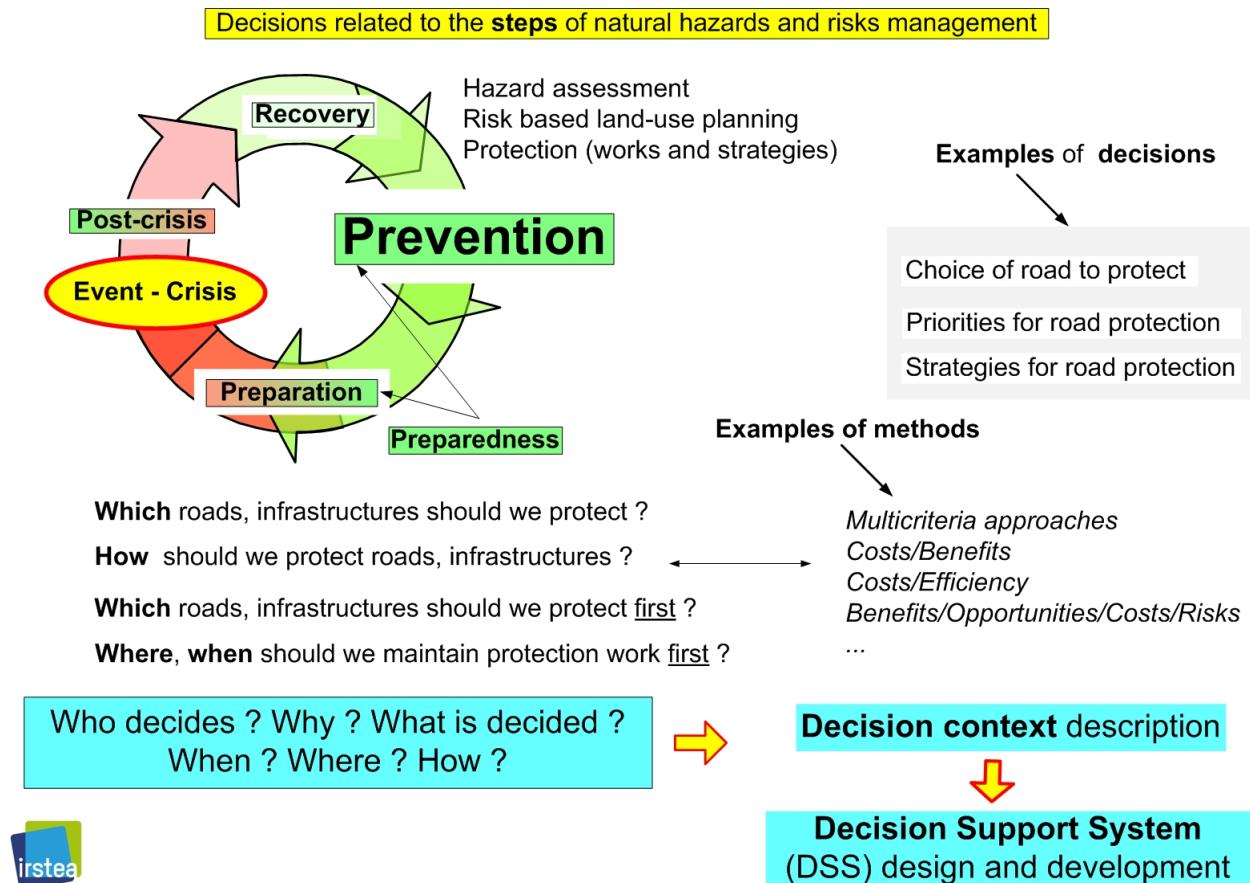 Decisions related to the steps of natural hazards and risks management
Recovery
Hazard assessment
Risk based land-use planning
Protection (works and strategies)
Post-crisis
Prevention
Event - Crisis
Preparation
Preparedness
Examples of decisions
Choice of road to protect
Priorities for road protection
Strategies for road protection
Examples of methods
Which roads, infrastructures should we protect ?
How should we protect roads, infrastructures ?
Which roads, infrastructures should we protect first ?
Where, when should we maintain protection work first ?
Multicriteria approaches
Costs/Benefits
Costs/Efficiency
Benefits/Opportunities/Costs/Risks
...
Who decides ? Why ? What is decided ?
When ? Where ? How ?
Decision context description
Decision Support System
(DSS) design and development
irstea